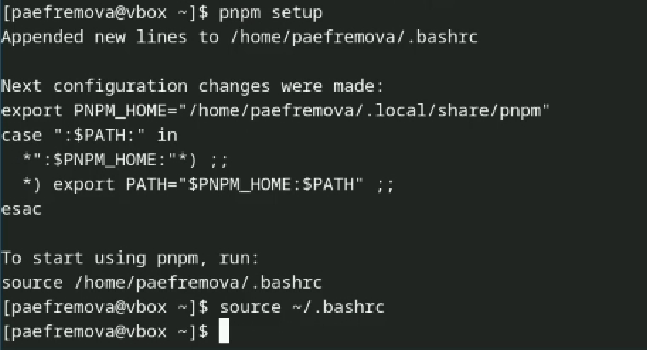 [paefremova@vbox ~]$ pnpm setup
Appended new lines to /home/paefremova/.bashrc

Next configuration changes were made:
export PNPM_HOME="/home/paefremova/.local/share/pnpm"
case ":$PATH:" in
  *":$PNPM_HOME:"*) ;;
  *) export PATH="$PNPM_HOME:$PATH" ;;
esac

To start using pnpm, run:
source /home/paefremova/.bashrc
[paefremova@vbox ~]$ source ~/.bashrc
[paefremova@vbox ~]$